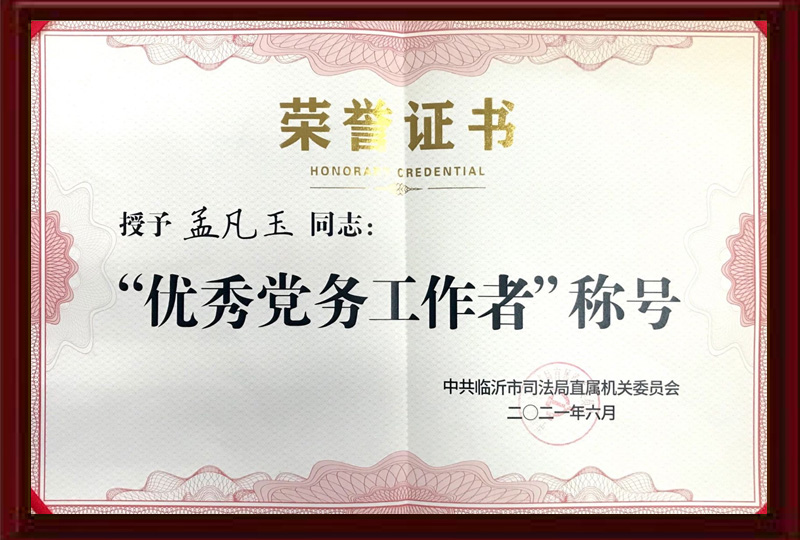 荣誉证书
HONORARY CREDENTIAL
授予 孟凡玉 同志：
“优秀党务工作者”称号
中共临沂市司法局直属机关委员会
二〇二一年六月